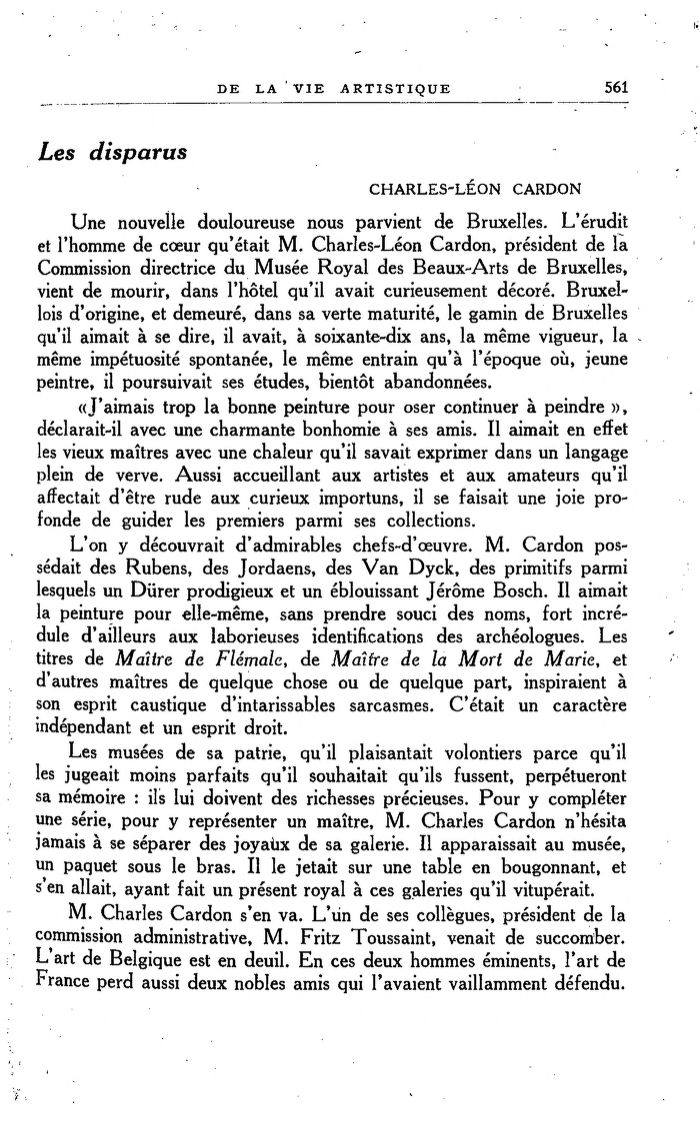 DE LA VIE ARTISTIQUE 561
Les disparus
CHARLES-LÉON CARDON
Une nouvelle douloureuse nous parvient de Bruxelles. L'érudit
et l'homme de cœur qu'était M. Charles-Léon Cardon, président de la
Commission directrice du Musée Royal des Beaux-Arts de Bruxelles,
vient de mourir, dans l'hôtel qu'il avait curieusement décoré. Bruxel-
lois d'origine, et demeuré, dans sa verte maturité, le gamin de Bruxelles
qu'il aimait à se dire, il avait, à soixante-dix ans, la même vigueur, la
même impétuosité spontanée, le même entrain qu'à l'époque où, jeune
peintre, il poursuivait ses études, bientôt abandonnées.
«J'aimais trop la bonne peinture pour oser continuer à peindre »,
déclarait-il avec une charmante bonhomie à ses amis. Il aimait en effet
les vieux maîtres avec une chaleur qu'il savait exprimer dans un langage
plein de verve. Aussi accueillant aux artistes et aux amateurs qu'il
affectait d'être rude aux curieux importuns, il se faisait une joie pro-
fonde de guider les premiers parmi ses collections.
L'on y découvrait d'admirables chefs-d'œuvre. M. Cardon pos-
sédait des Rubens, des Jordaens, des Van Dyck, des primitifs parmi
lesquels un Dürer prodigieux et un éblouissant Jérôme Bosch. Il aimait
la peinture pour elle-même, sans prendre souci des noms, fort incré-
dule d'ailleurs aux laborieuses identifications des archéologues. Les
titres de Maître de Flémale, de Maître de la Mort de Marie, et
d'autres maîtres de quelque chose ou de quelque part, inspiraient à
son esprit caustique d'intarissables sarcasmes. C'était un caractère
indépendant et un esprit droit.
Les musées de sa patrie, qu'il plaisantait volontiers parce qu'il
les jugeait moins parfaits qu'il souhaitait qu'ils fussent, perpétueront
sa mémoire : ils lui doivent des richesses précieuses. Pour y compléter
une série, pour y représenter un maître, M. Charles Cardon n'hésita
jamais à se séparer des joyaux de sa galerie. Il apparaissait au musée,
un paquet sous le bras. Il le jetait sur une table en bougonnant, et
s'en allait, ayant fait un présent royal à ces galeries qu'il vitupérait.
M. Charles Cardon s'en va. L'un de ses collègues, président de la
commission administrative, M. Fritz Toussaint, venait de succomber.
L'art de Belgique est en deuil. En ces deux hommes éminents, l'art de
France perd aussi deux nobles amis qui l'avaient vaillamment défendu.